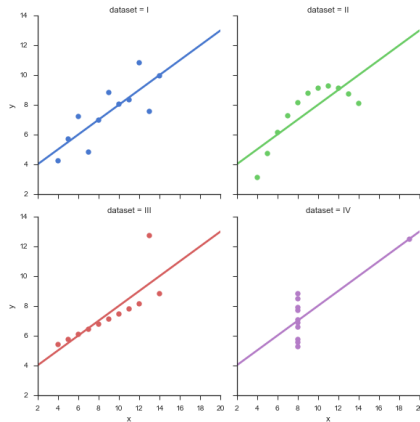 dataset = I
dataset = II
14
12
10
8
6
4
2
y
dataset = III
dataset = IV
14
12
10
8
6
4
2
y
2 4 6 8 10 12 14 16 18 20
x
2 4 6 8 10 12 14 16 18 20
x